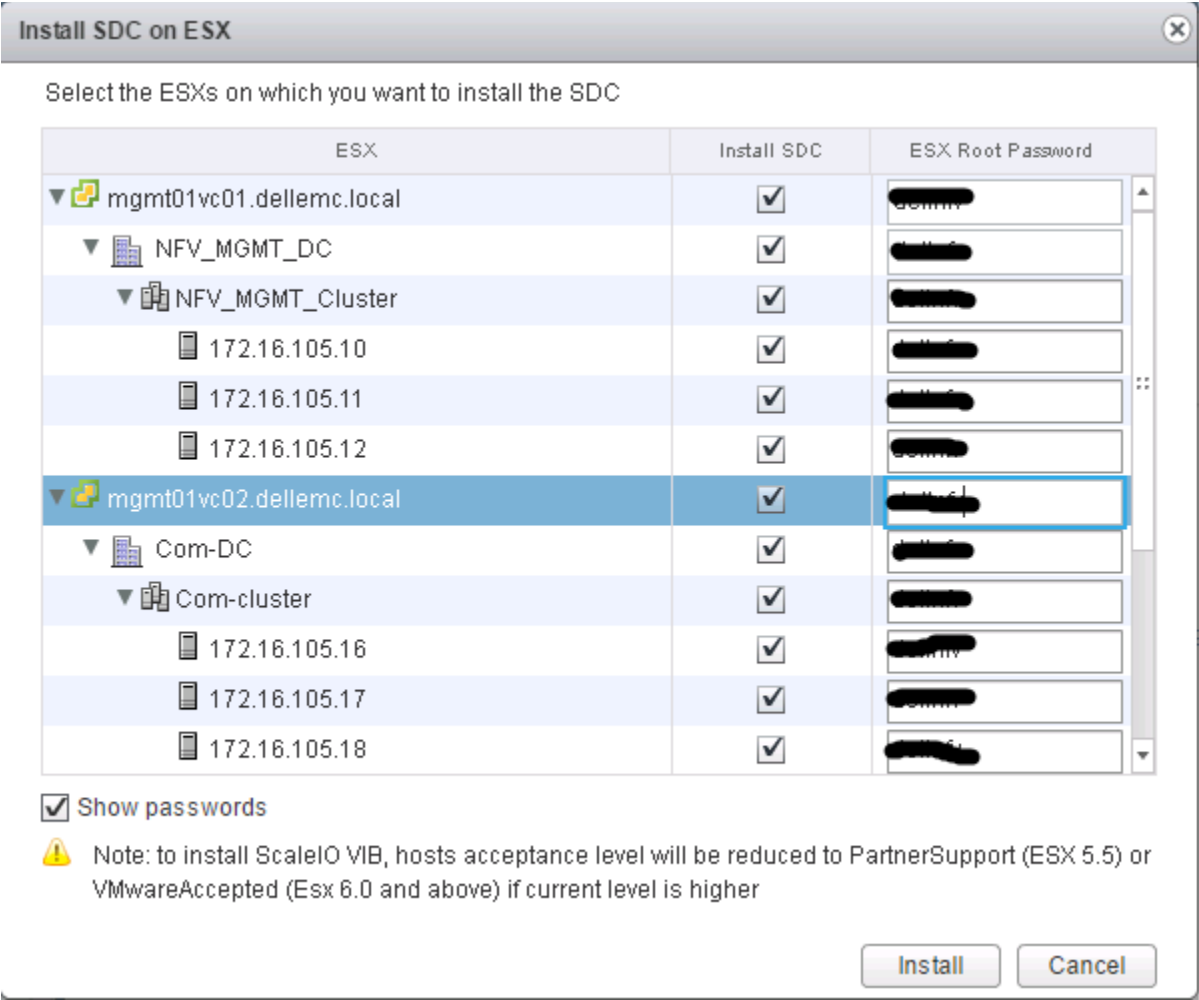 Install SDC on ESX
Select the ESXs on which you want to install the SDC
ESX Install SDC ESX Root Password
mgmt01vc01.dellemc.local
NFV_MGMT_DC
NFV_MGMT_Cluster
172.16.105.10
172.16.105.11
172.16.105.12
mgmt01vc02.dellemc.local
Com-DC
Com-cluster
172.16.105.16
172.16.105.17
172.16.105.18
Show passwords
Note: to install ScaleIO VIB, hosts acceptance level will be reduced to PartnerSupport (ESX 5.5) or
VMwareAccepted (Esx 6.0 and above) if current level is higher
Install Cancel